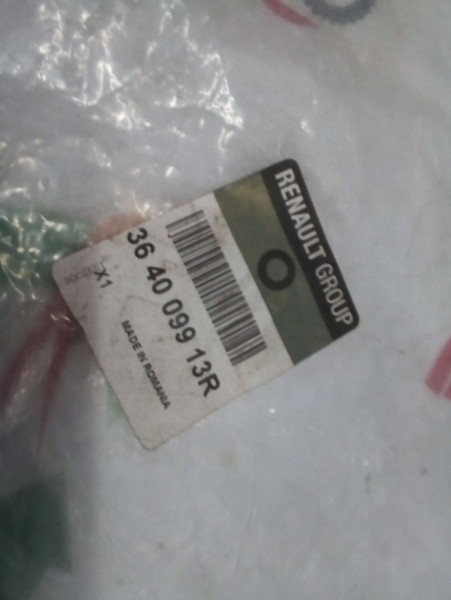 RENAULT GROUP
36 40 099 13R
X1
MADE IN ROMANIA